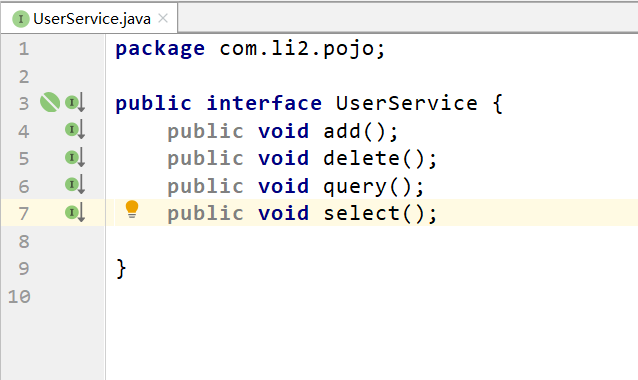 UserService.java
1 package com.li2.pojo;
2
3 public interface UserService {
4     public void add();
5     public void delete();
6     public void query();
7     public void select();
8
9 }
10